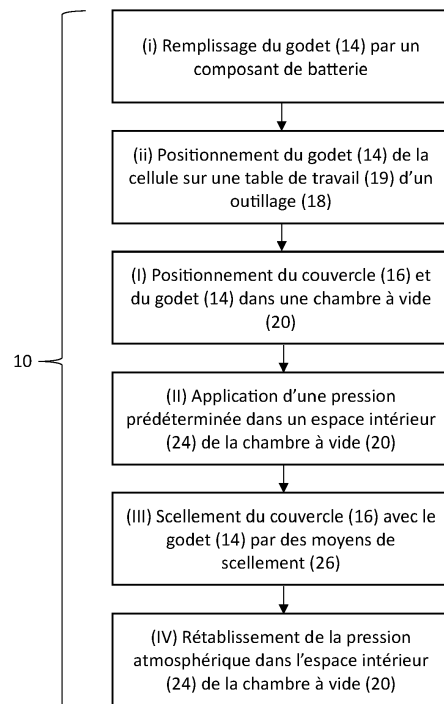 (i) Remplissage du godet (14) par un
composant de batterie
(ii) Positionnement du godet (14) de la
cellule sur une table de travail (19) d'un
outillage (18)
(I) Positionnement du couvercle (16) et
du godet (14) dans une chambre à vide
(20)
10
(II) Application d'une pression
prédéterminée dans un espace intérieur
(24) de la chambre à vide (20)
(III) Scellement du couvercle (16) avec le
godet (14) par des moyens de
scellement (26)
(IV) Rétablissement de la pression
atmosphérique dans l'espace intérieur
(24) de la chambre à vide (20)